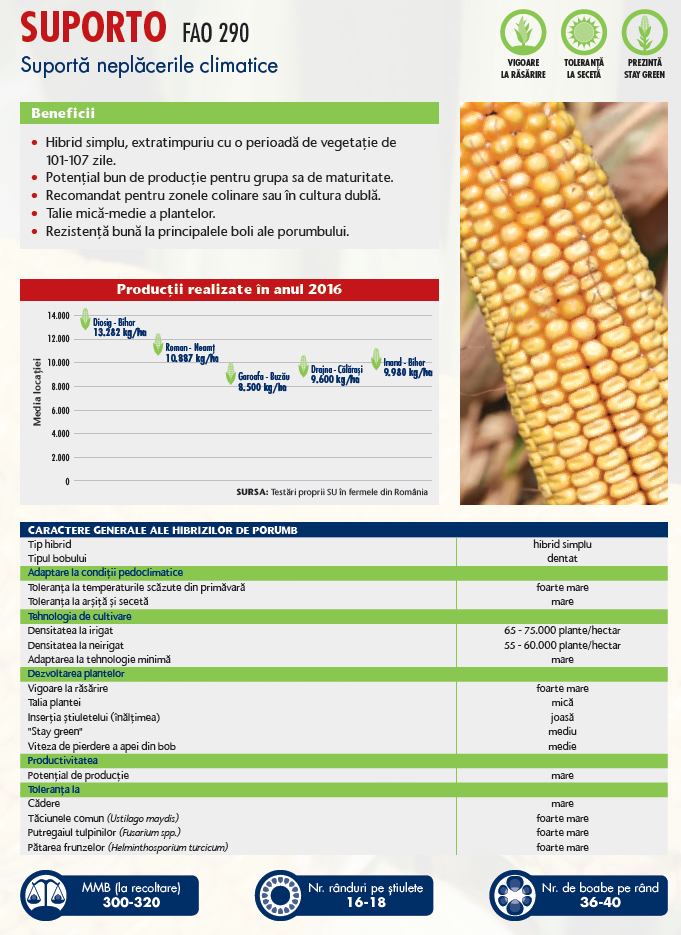 SUPORTO FAO 290
Suportă neplăcerile climatice
VIGOARE
LA RĂSĂRIRE
TOLERANȚĂ
LA SECETĂ
PREZINTĂ
STAY GREEN
Beneficii
• Hibrid simplu, extratimpuriu cu o perioadă de vegetație de
101-107 zile.
• Potențial bun de producție pentru grupa sa de maturitate.
• Recomandat pentru zonele colinare sau în cultura dublă.
• Talie mică-medie a plantelor.
• Rezistență bună la principalele boli ale porumbului.
Producții realizate în anul 2016
Media locației
14.000
12.000
10.000
8.000
6.000
4.000
2.000
0
Diosig - Bihor
13.282 kg/ha
Roman - Neamț
10.887 kg/ha
Garoafa - Buzău
8.500 kg/ha
Drajna - Călărași
9.600 kg/ha
Inand - Bihor
9.980 kg/ha
SURSA: Testări proprii SU în fermele din România
CARACTERE GENERALE ALE HIBRIZILOR DE PORUMB
Tip hibrid hibrid simplu
Tipul bobului dentat
Adaptare la condiții pedoclimatice
Toleranța la temperaturile scăzute din primăvară foarte mare
Toleranța la arșiță și secetă mare
Tehnologia de cultivare
Densitatea la irigat 65 - 75.000 plante/hectar
Densitatea la neirigat 55 - 60.000 plante/hectar
Adaptarea la tehnologie minimă mare
Dezvoltarea plantelor
Vigoare la răsărire foarte mare
Talia plantei mică
Inserția știuletelui (înălțimea) joasă
"Stay green" mediu
Viteza de pierdere a apei din bob medie
Productivitatea
Potențial de producție mare
Toleranța la
Cădere mare
Tăciunele comun (Ustilago maydis) foarte mare
Putregaiul tulpinilor (Fusarium spp.) foarte mare
Pătarea frunzelor (Helminthosporium turcicum) foarte mare
MMB (la recoltare)
300-320
Nr. rânduri pe știulete
16-18
Nr. de boabe pe rând
36-40